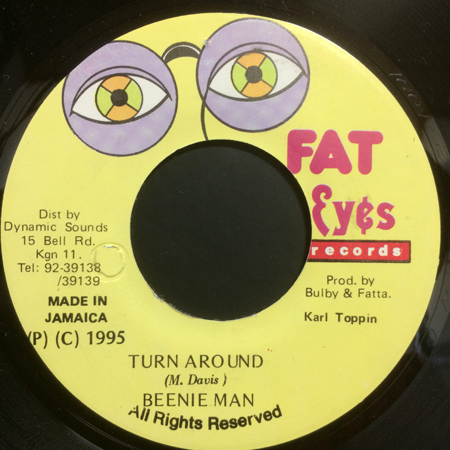 FAT
Eyes
records
Dist by
Dynamic Sounds
15 Bell Rd.
Kgn 11.
Tel: 92-39138
/39139
MADE IN
JAMAICA
(P) (C) 1995
Prod. by
Bulby & Fatta.
Karl Toppin
TURN AROUND
(M. Davis)
BEENIE MAN
All Rights Reserved